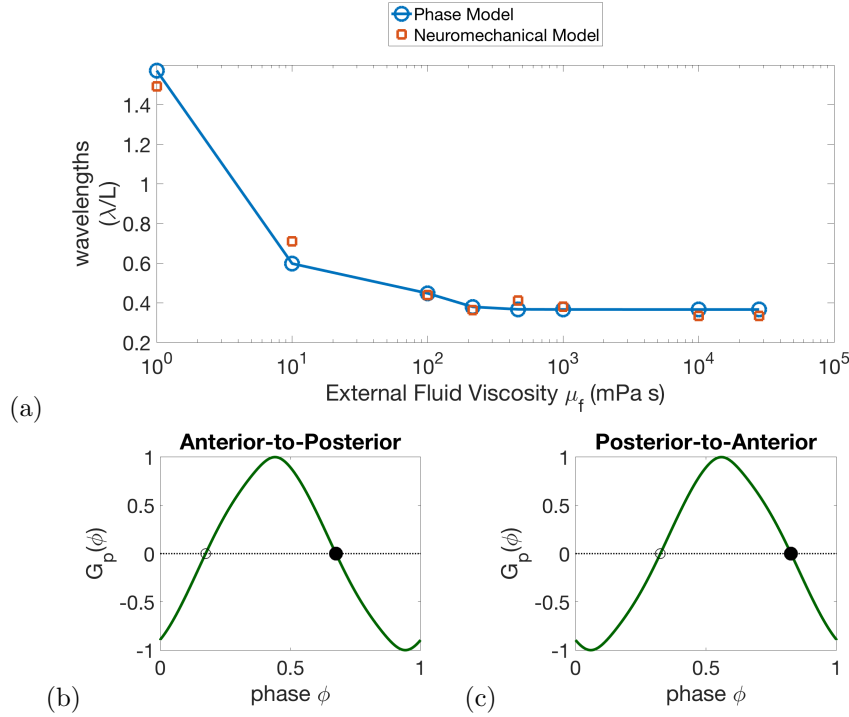 Phase Model
Neuromechanical Model
wavelengths
(λ/L)
1.4
1.2
1
0.8
0.6
0.4
0.2
10^0 10^1 10^2 10^3 10^4 10^5
External Fluid Viscosity μ_f (mPa s)
(a)
Anterior-to-Posterior
G_p(ϕ)
1
0.5
0
-0.5
-1
0 0.5 1
phase ϕ
(b)
Posterior-to-Anterior
G_p(ϕ)
1
0.5
0
-0.5
-1
0 0.5 1
phase ϕ
(c)